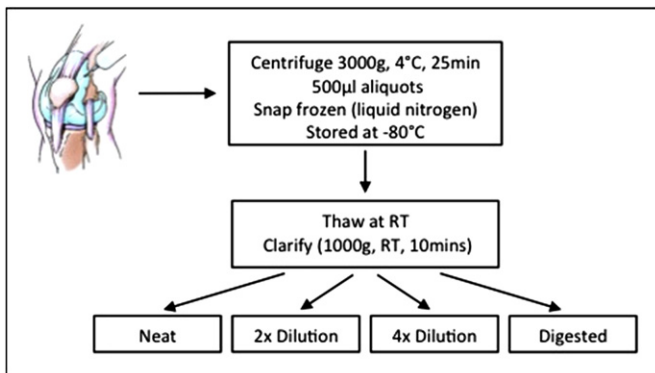 Centrifuge 3000g, 4°C, 25min
500µl aliquots
Snap frozen (liquid nitrogen)
Stored at -80°C
Thaw at RT
Clarify (1000g, RT, 10mins)
Neat
2x Dilution
4x Dilution
Digested